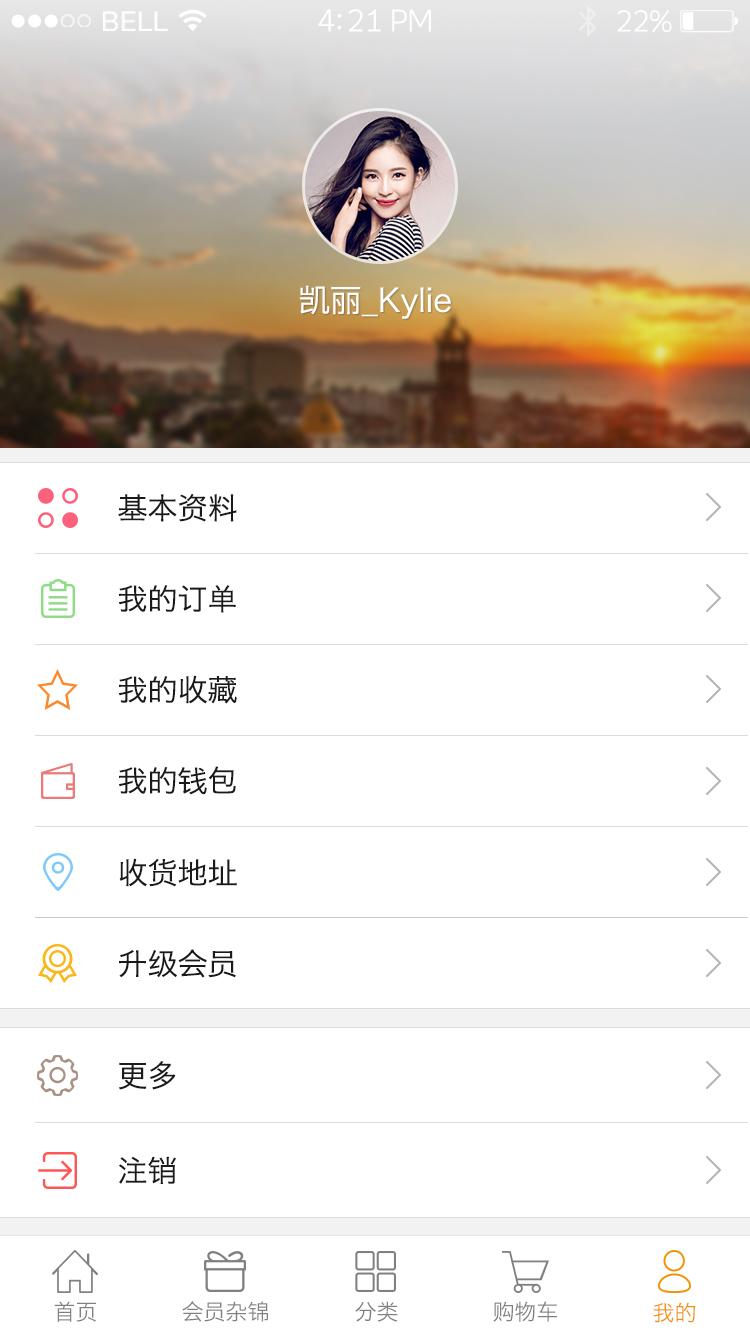 BELL 4:21 PM 22%
凯丽_Kylie
基本资料
我的订单
我的收藏
我的钱包
收货地址
升级会员
更多
注销
首页 会员杂锦 分类 购物车 我的